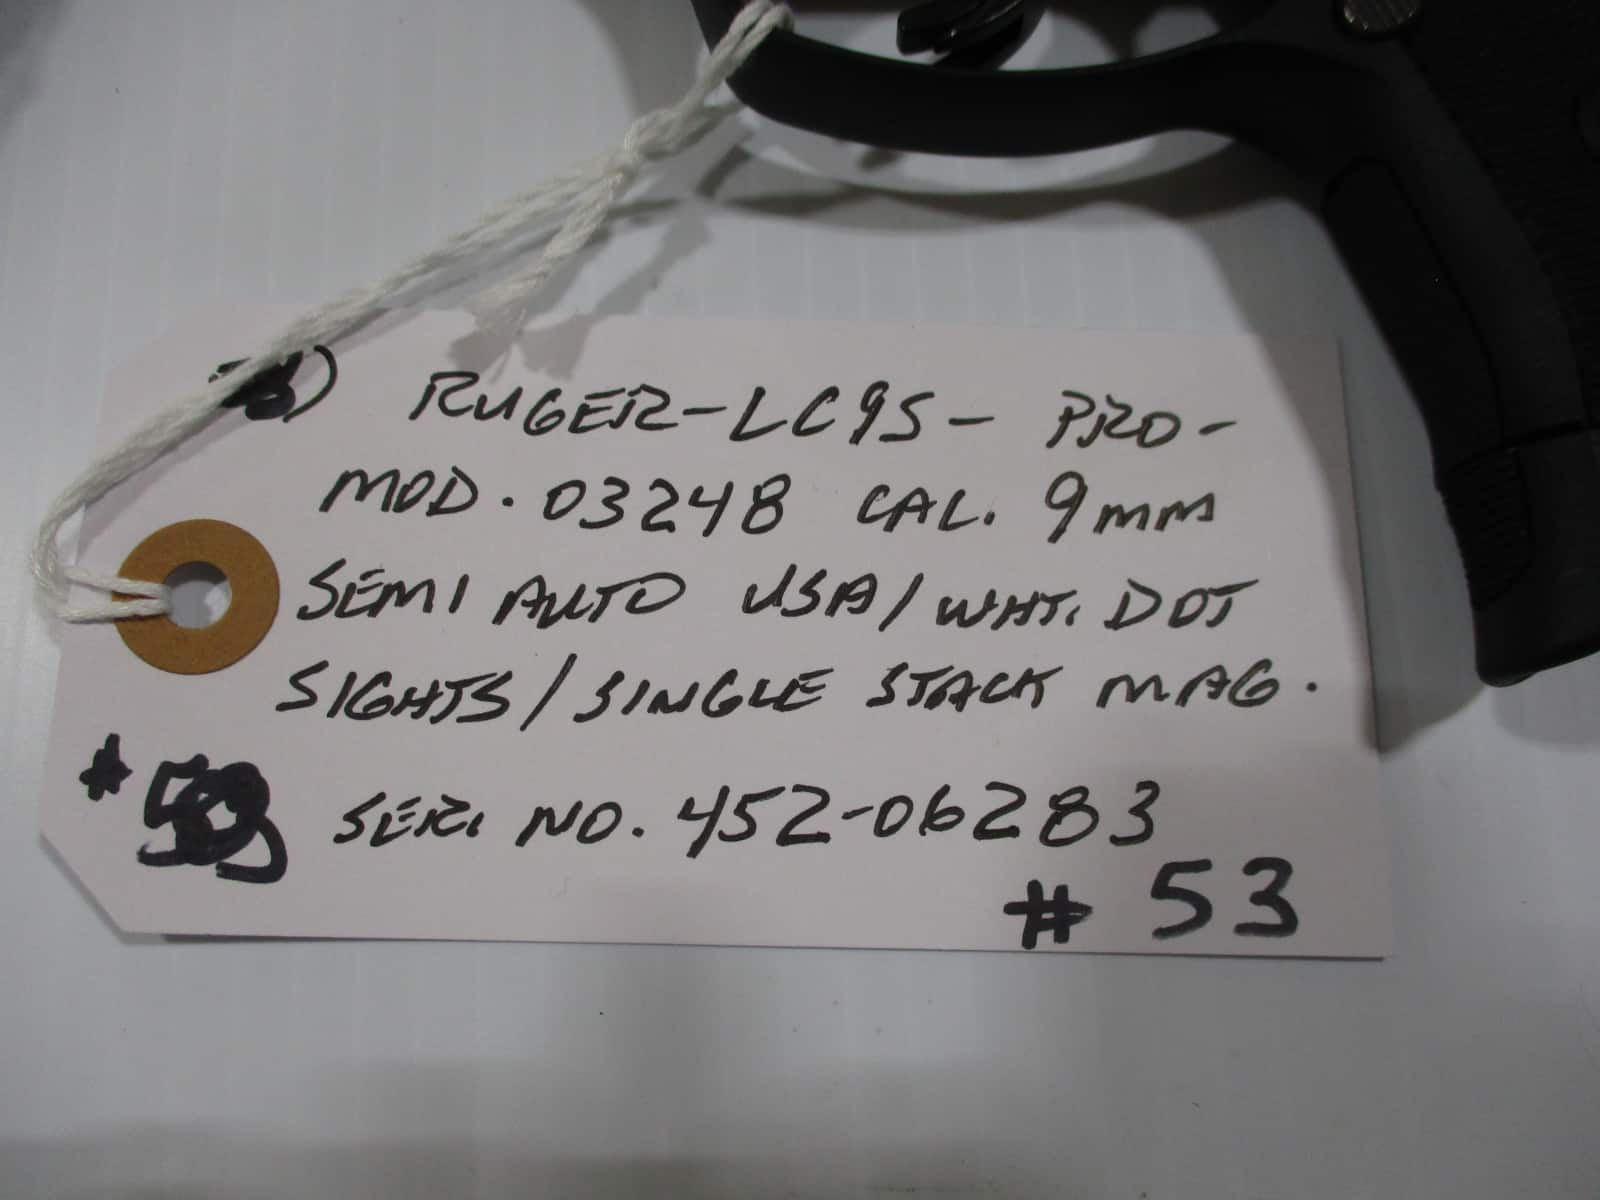 RUGER-LC9S- PRO-
MOD. 03248 CAL. 9mm
SEMI AUTO USA/WHT. DOT
SIGHTS/SINGLE STACK MAG.
SERI NO. 452-06283
# 53